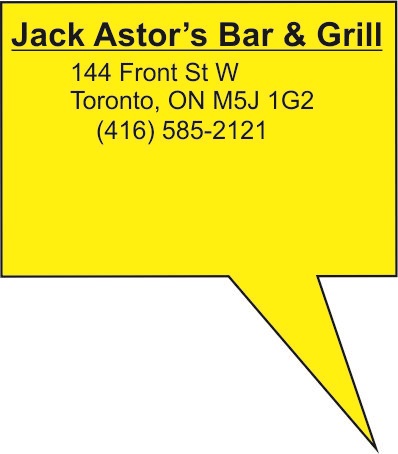 Jack Astor’s Bar & Grill
144 Front St W
Toronto, ON M5J 1G2
(416) 585-2121